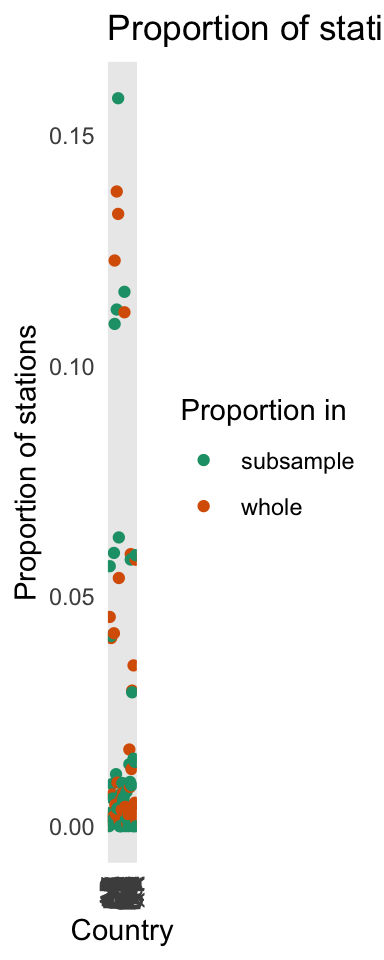 Proportion of stati
0.15
0.10
0.05
0.00
Proportion of stations
Proportion in
subsample
whole
Country